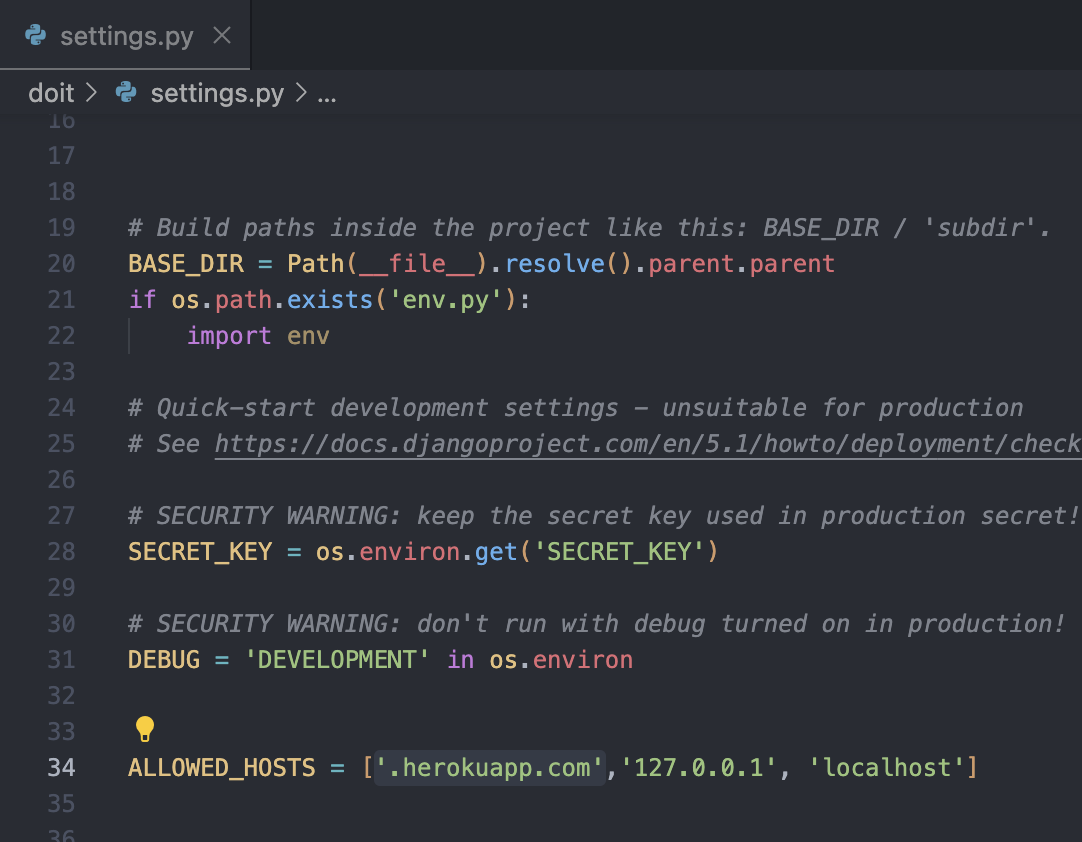 settings.py
doit > settings.py > ...
16
17
18
19 # Build paths inside the project like this: BASE_DIR / 'subdir'.
20 BASE_DIR = Path(__file__).resolve().parent.parent
21 if os.path.exists('env.py'):
22     import env
23
24 # Quick-start development settings - unsuitable for production
25 # See https://docs.djangoproject.com/en/5.1/howto/deployment/check
26
27 # SECURITY WARNING: keep the secret key used in production secret!
28 SECRET_KEY = os.environ.get('SECRET_KEY')
29
30 # SECURITY WARNING: don't run with debug turned on in production!
31 DEBUG = 'DEVELOPMENT' in os.environ
32
33
34 ALLOWED_HOSTS = ['.herokuapp.com','127.0.0.1', 'localhost']
35
36